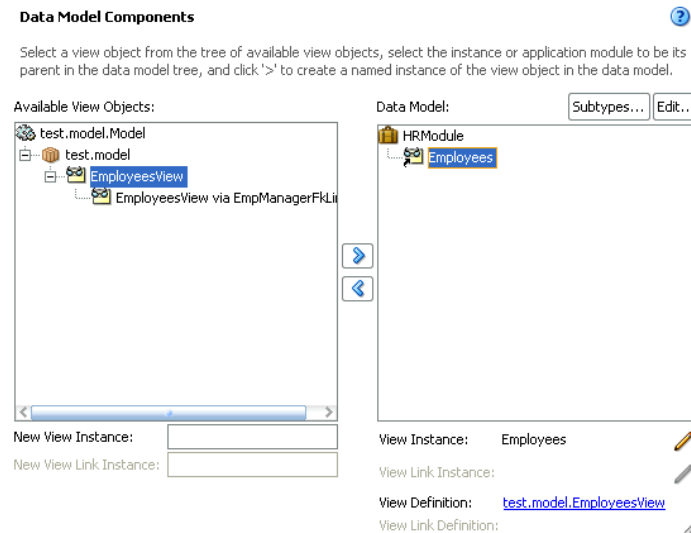 Data Model Components
Select a view object from the tree of available view objects, select the instance or application module to be its
parent in the data model tree, and click '>' to create a named instance of the view object in the data model.
Available View Objects:
Data Model:
Subtypes...
Edit..
test.model.Model
test.model
EmployeesView
EmployeesView via EmpManagerFkLi
HRModule
Employees
New View Instance:
New View Link Instance:
View Instance: Employees
View Link Instance:
View Definition: test.model.EmployeesView
View Link Definition: